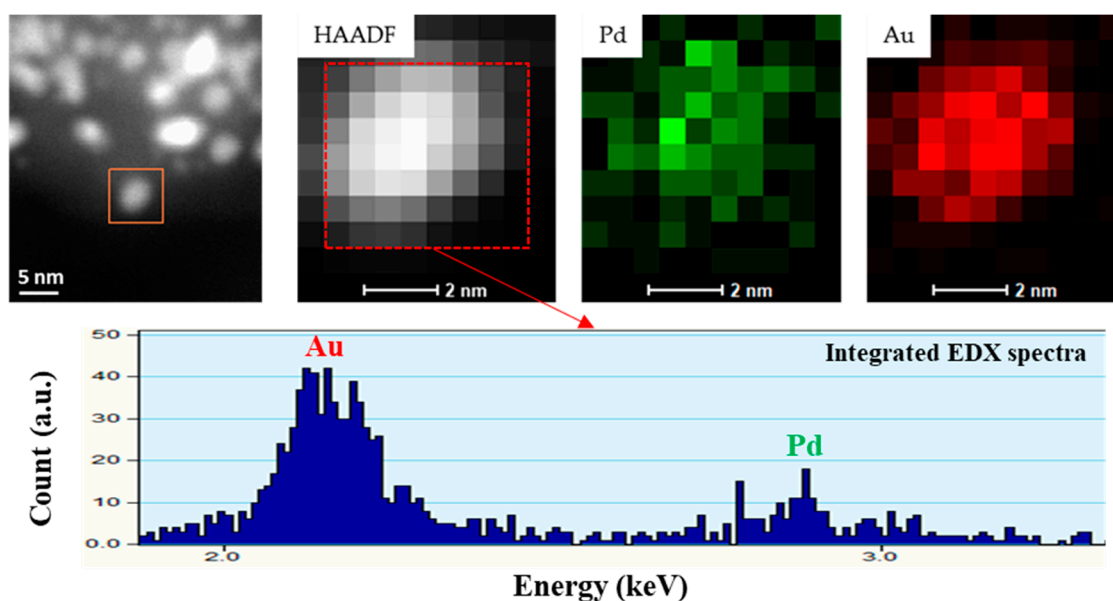 HAADF
Pd
Au
5 nm
2 nm
2 nm
2 nm
Au
Integrated EDX spectra
Pd
50
40
30
20
10
0.0
2.0
3.0
Count (a.u.)
Energy (keV)